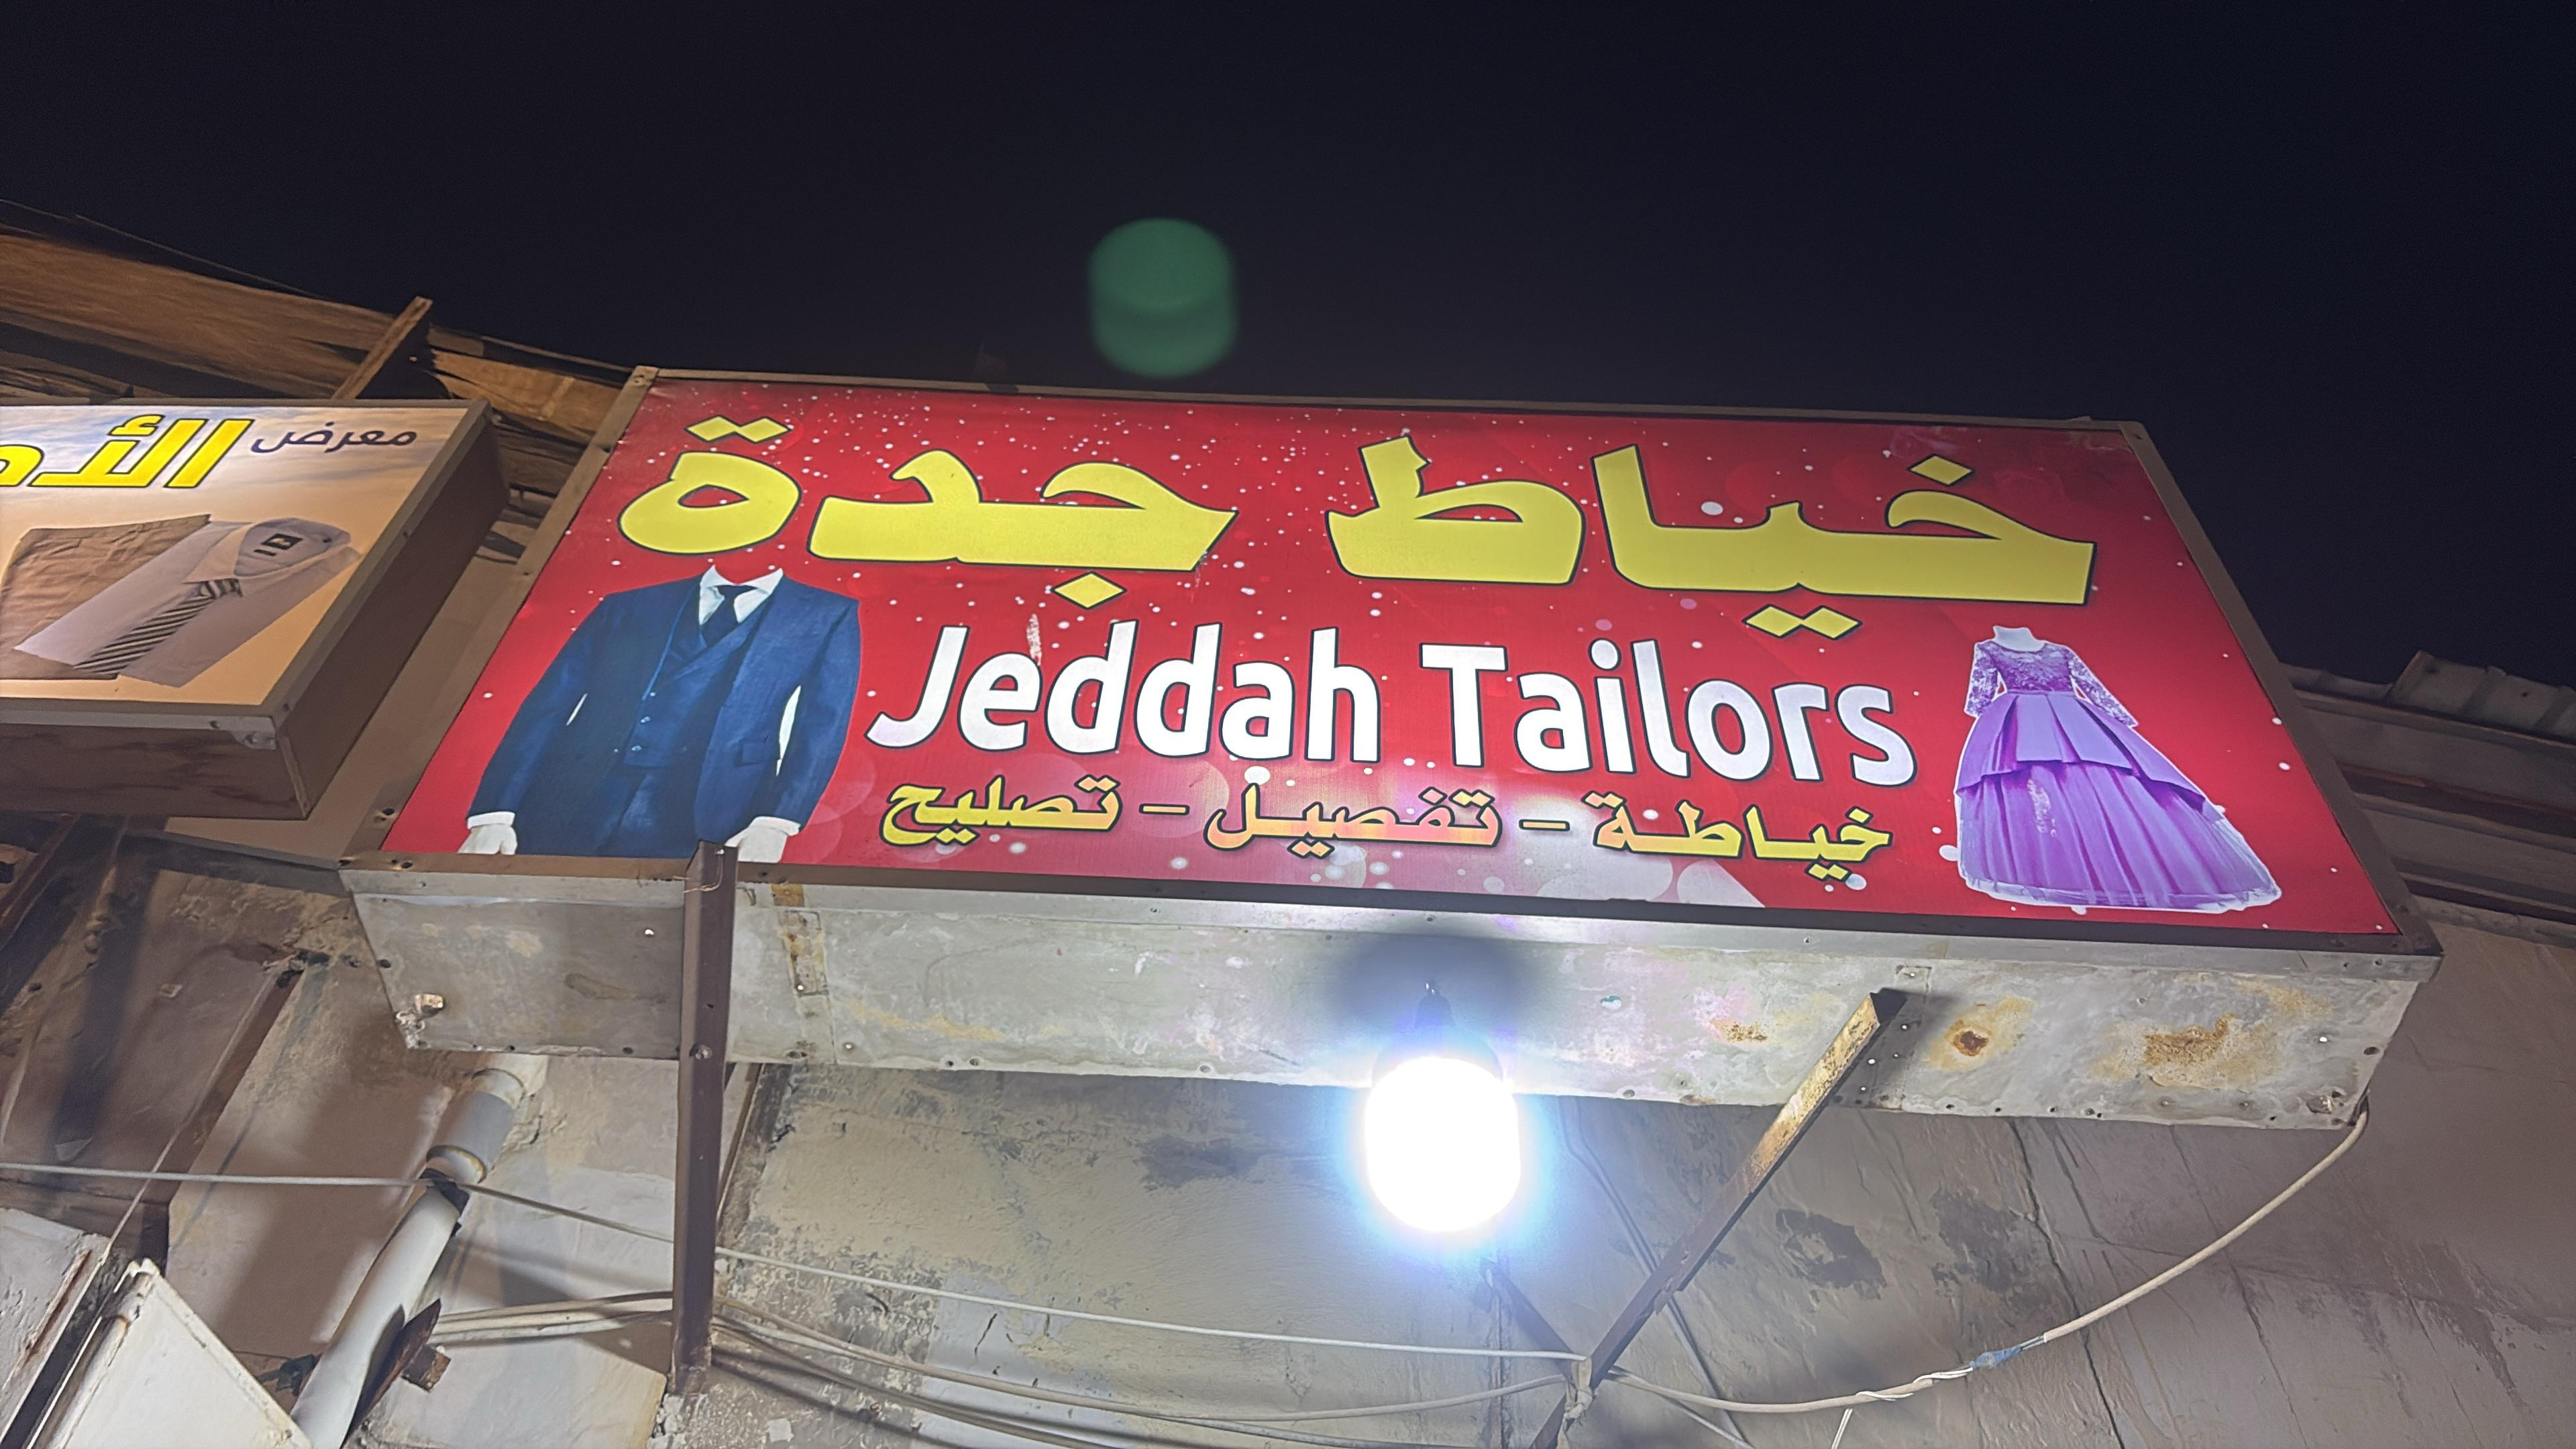 خياط جدة
Jeddah Tailors
خياطة - تفصيل - تصليح
معرض